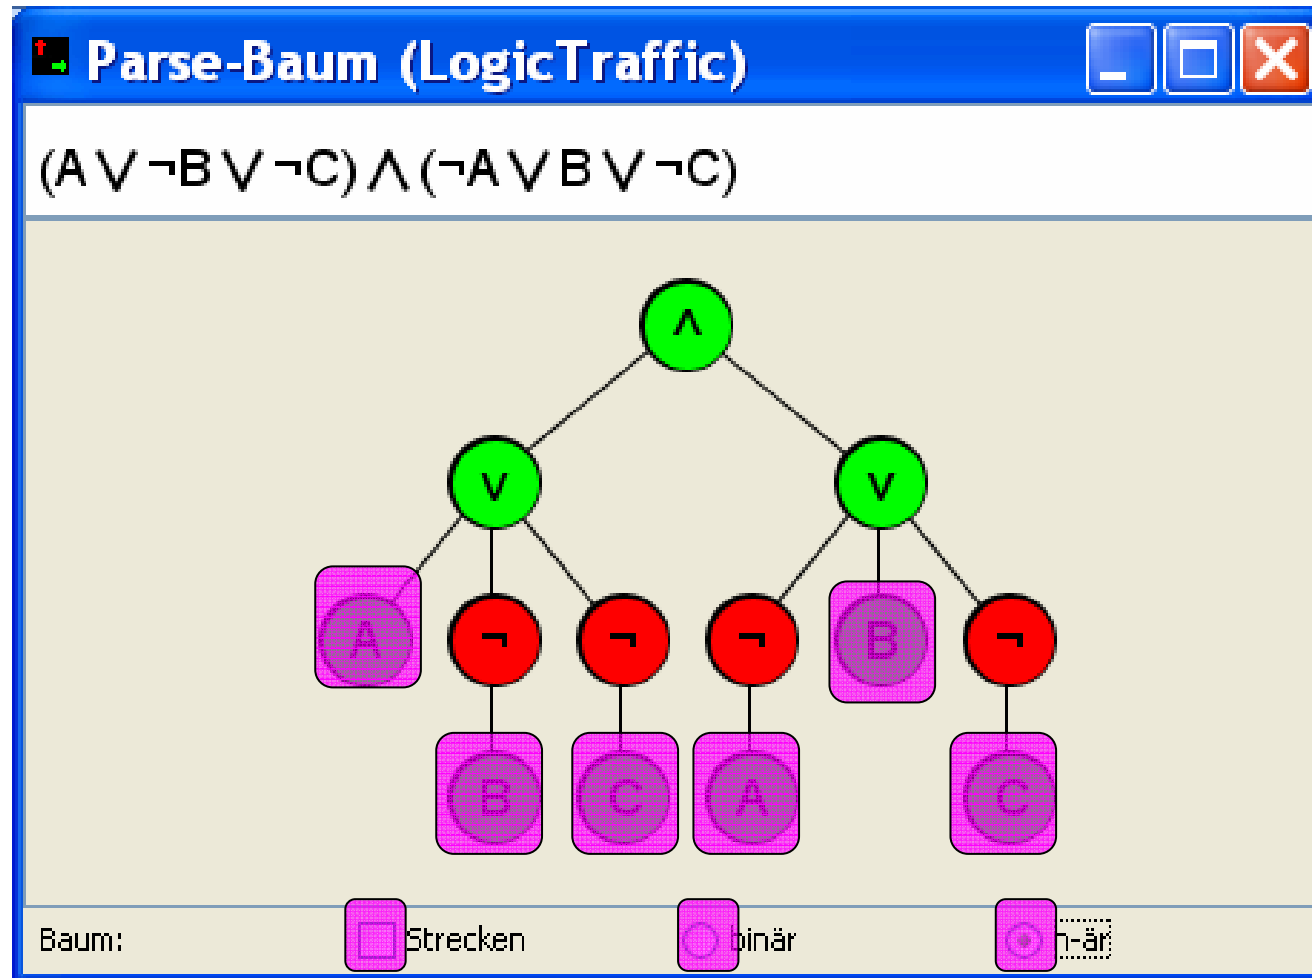 Parse-Baum (LogicTraffic)
(A ∨ ¬B ∨ ¬C) ∧ (¬A ∨ B ∨ ¬C)
∧
∨ ∨
A ¬ ¬ ¬ B ¬
B C A C
Baum: Strecken binär n-är